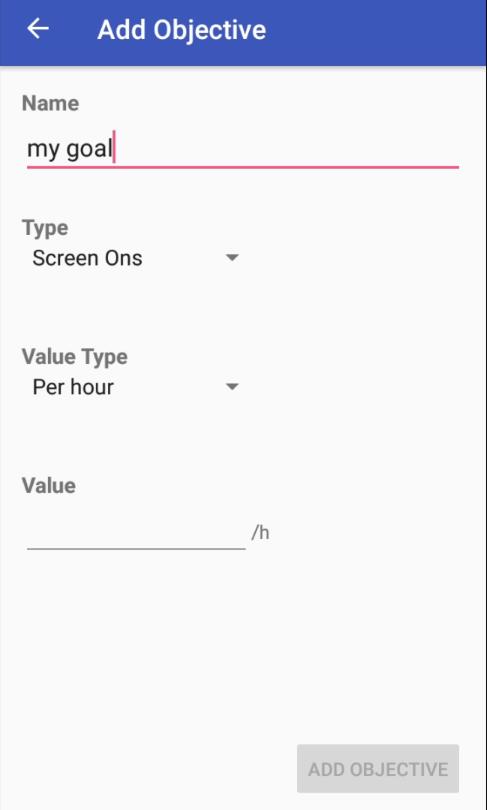 Add Objective
Name
my goal
Type
Screen Ons
Value Type
Per hour
Value
/h
ADD OBJECTIVE